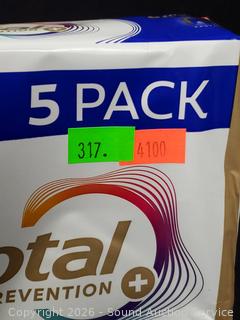 5 PACK
317. 4100
otal
REVENTION
Copyright 2026 - Sound Auction Service